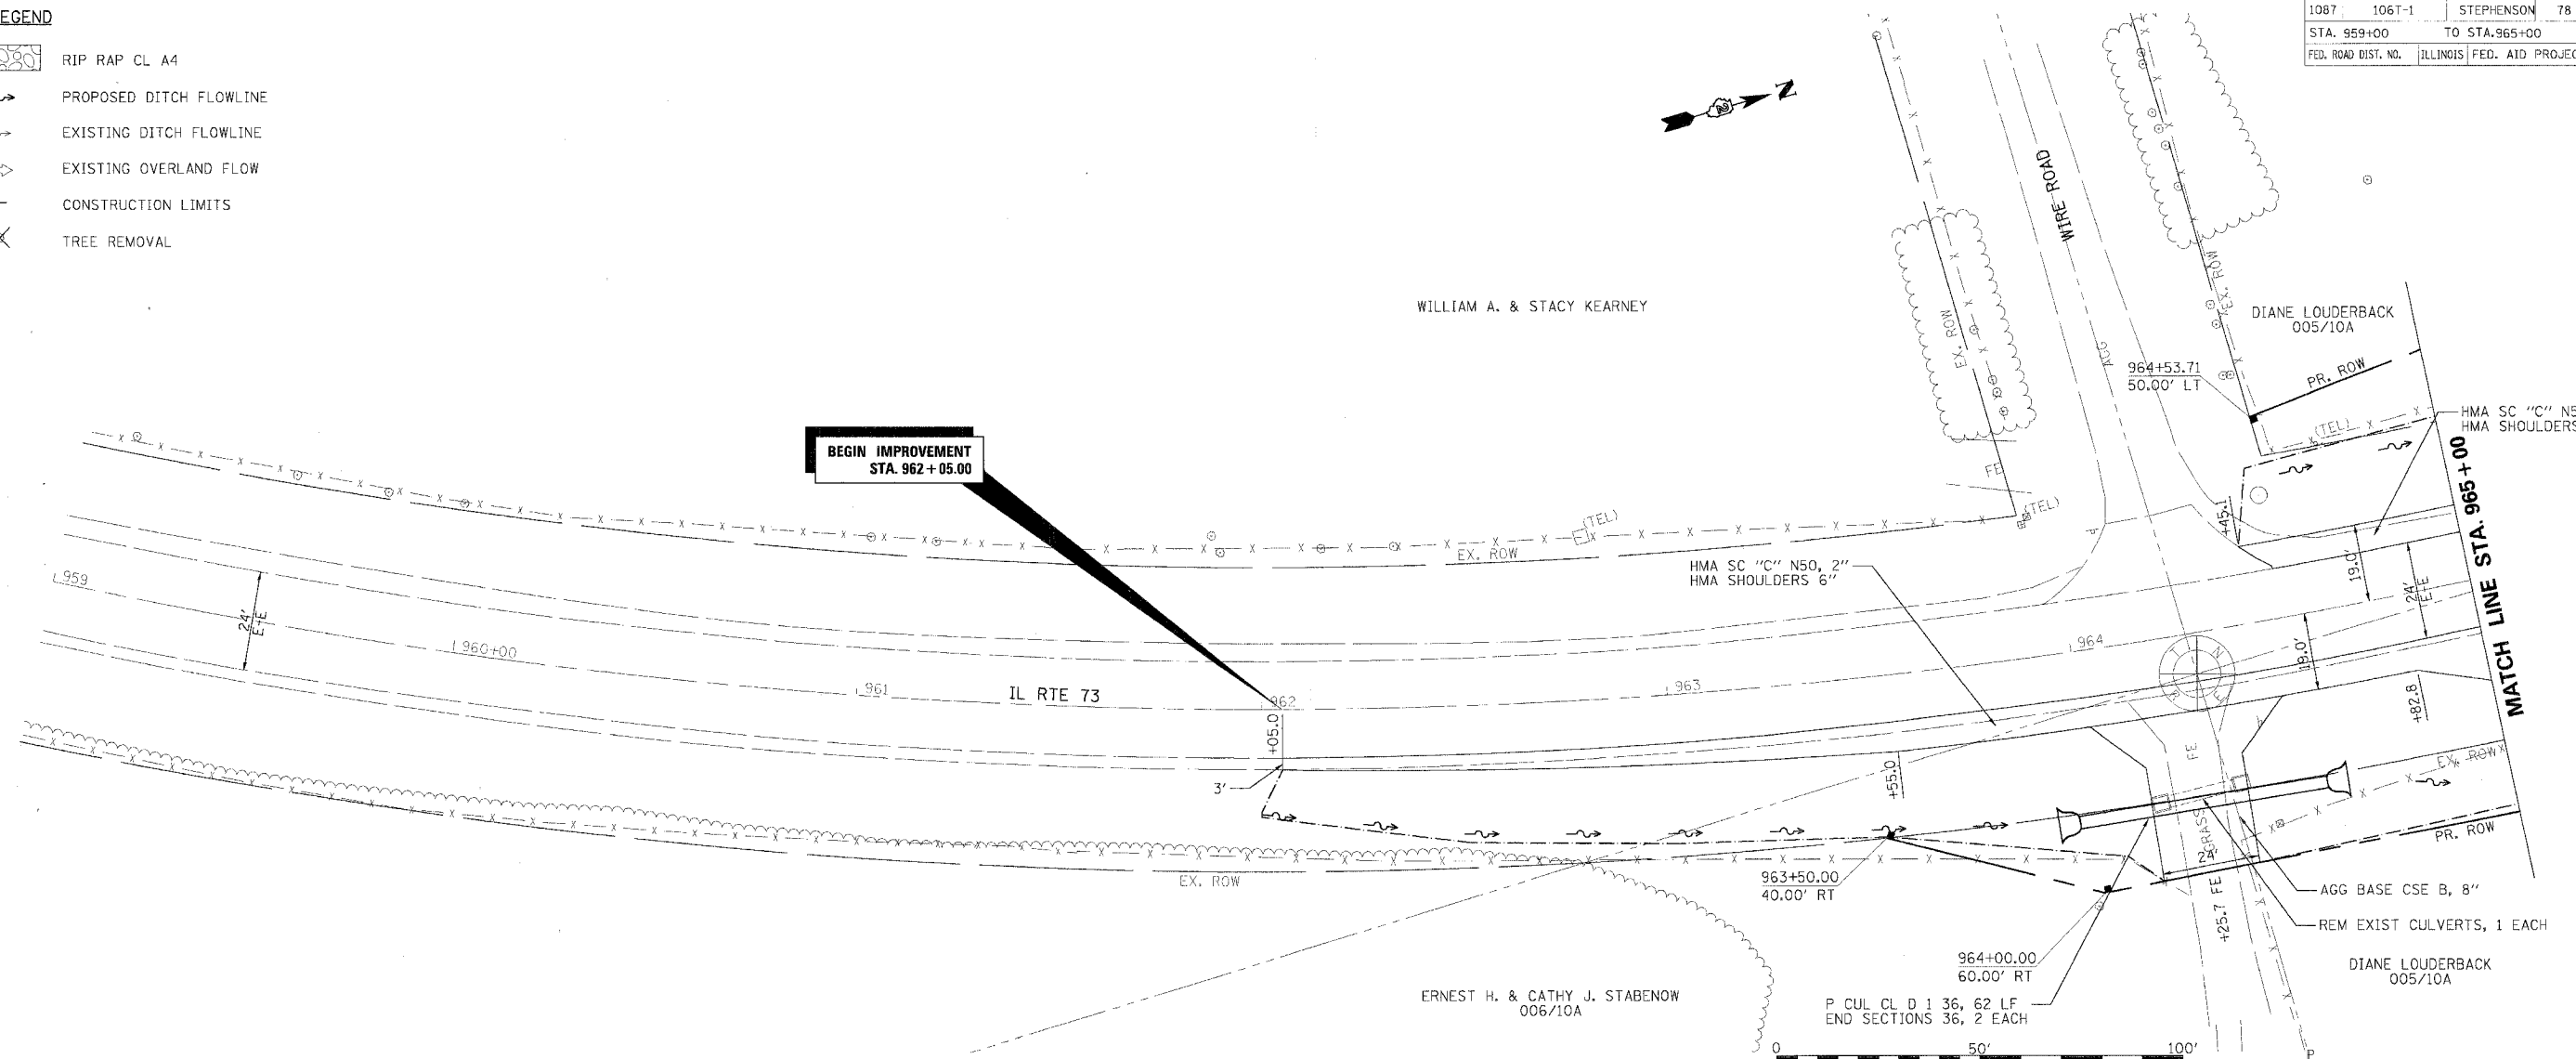 EGEND
RIP RAP CL A4
PROPOSED DITCH FLOWLINE
EXISTING DITCH FLOWLINE
EXISTING OVERLAND FLOW
CONSTRUCTION LIMITS
TREE REMOVAL
1087 106T-1 STEPHENSON 78
STA. 959+00 TO STA.965+00
FED. ROAD DIST. NO. ILLINOIS FED. AID PROJEC
N
WIRE ROAD
WILLIAM A. & STACY KEARNEY
EX. ROW
EX. ROW
AGG
DIANE LOUDERBACK
005/10A
964+53.71
50.00' LT
PR. ROW
(TEL)
HMA SC "C" N5
HMA SHOULDERS
BEGIN IMPROVEMENT
STA. 962+05.00
FE
(TEL)
(TEL)
E
EX. ROW
P
+45.1
19.0'
24'
E-E
MATCH LINE STA. 965+00
HMA SC "C" N50, 2"
HMA SHOULDERS 6"
959
24'
E-E
960+00
961
IL RTE 73
962
963
964
19.0'
+05.0
3'
+55.0
+82.8
FE
EX. ROW
PR. ROW
GRASS
24'
FE
+25.7
EX. ROW
963+50.00
40.00' RT
AGG BASE CSE B, 8"
REM EXIST CULVERTS, 1 EACH
964+00.00
60.00' RT
DIANE LOUDERBACK
005/10A
ERNEST H. & CATHY J. STABENOW
006/10A
P CUL CL D 1 36, 62 LF
END SECTIONS 36, 2 EACH
0 50' 100'
P